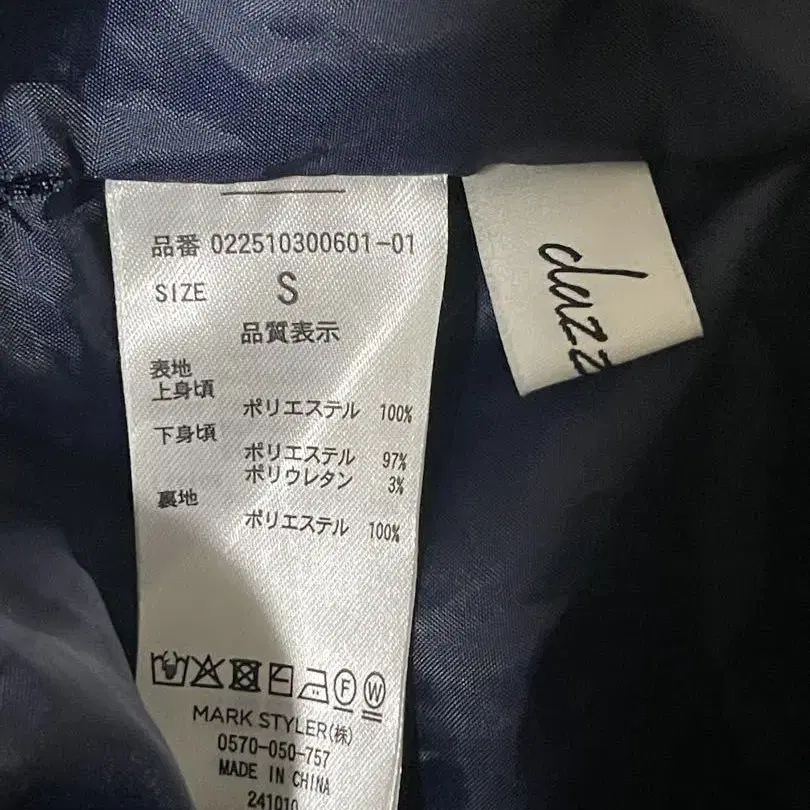 品番 022510300601-01
SIZE S
品質表示
表地
上身頃
ポリエステル 100%
下身頃
ポリエステル 97%
ポリウレタン 3%
裏地
ポリエステル 100%
F W
MARK STYLER(株)
0570-050-757
MADE IN CHINA
241010
dazz